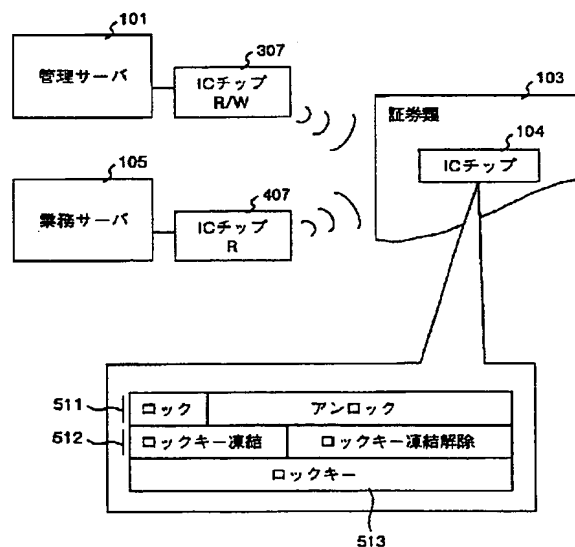 101
管理サーバ
307
ICチップ
R/W
103
証券類
104
ICチップ
105
業務サーバ
407
ICチップ
R
511
ロック
アンロック
512
ロックキー凍結
ロックキー凍結解除
ロックキー
513